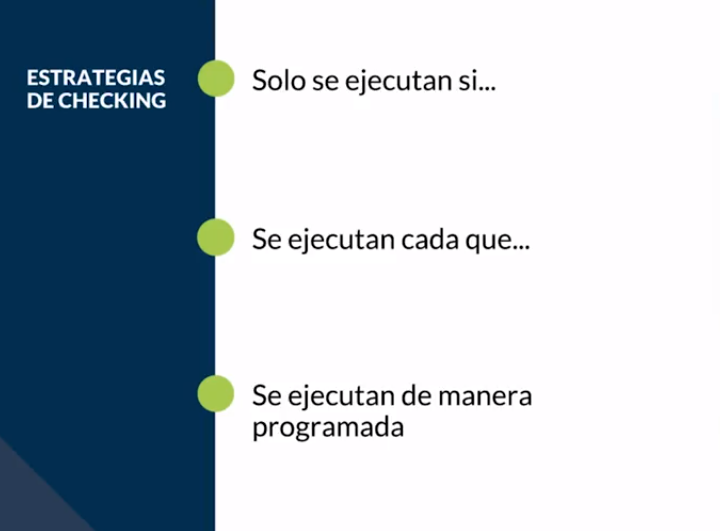 ESTRATEGIAS
DE CHECKING
Solo se ejecutan si...
Se ejecutan cada que...
Se ejecutan de manera
programada